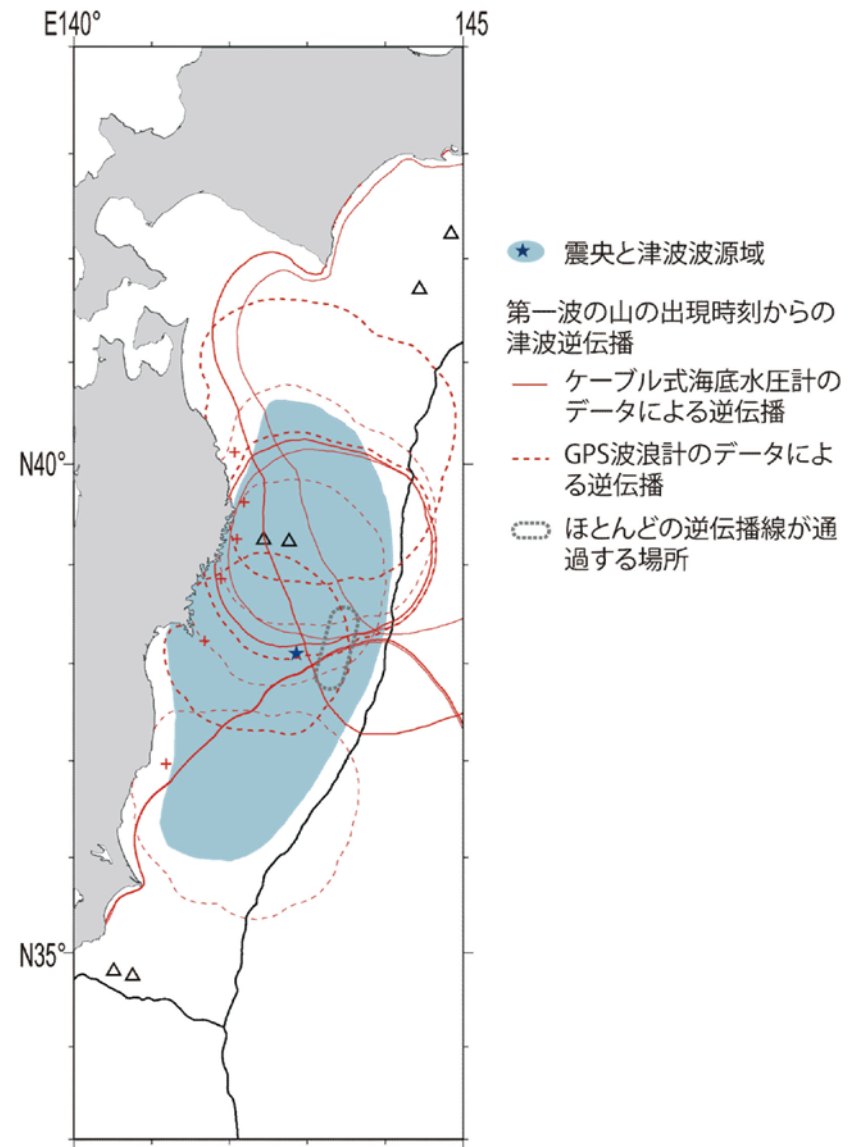 E140°
145
N40°
N35°
震央と津波波源域
第一波の山の出現時刻からの
津波逆伝播
ケーブル式海底水圧計の
データによる逆伝播
GPS波浪計のデータによ
る逆伝播
ほとんどの逆伝播線が通
過する場所